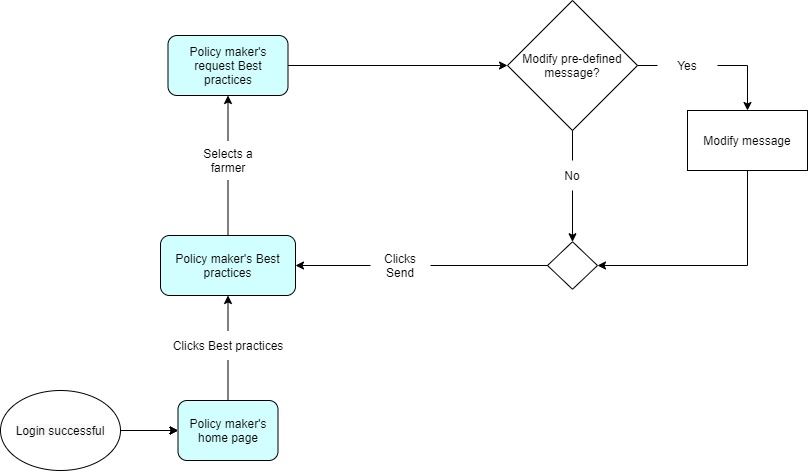 Policy maker's
request Best
practices
Modify pre-defined
message?
Yes
Modify message
Selects a
farmer
No
Policy maker's Best
practices
Clicks
Send
Clicks Best practices
Login successful
Policy maker's
home page